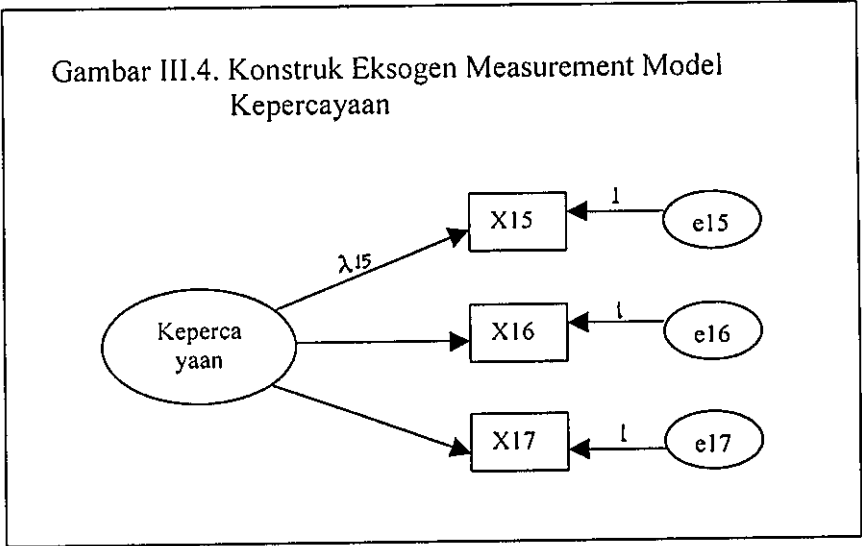 Gambar III.4. Konstruk Eksogen Measurement Model
Kepercayaan
X15
1
e15
λ15
Keperca
yaan
X16
1
e16
X17
1
e17